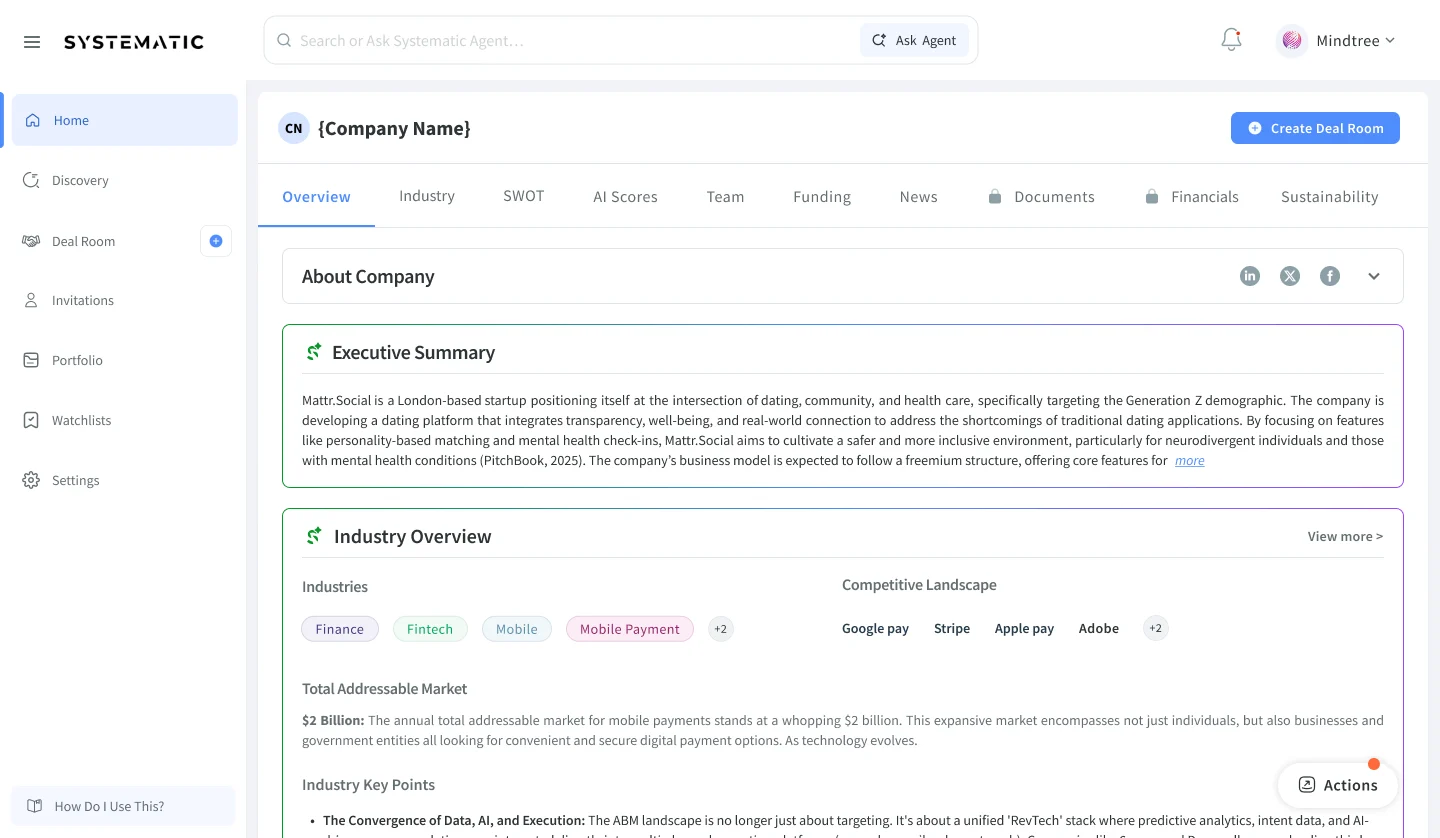 SYSTEMATIC
Search or Ask Systematic Agent…
Ask Agent
Mindtree
Home
Discovery
Deal Room
Invitations
Portfolio
Watchlists
Settings
How Do I Use This?
CN {Company Name}
Create Deal Room
Overview Industry SWOT AI Scores Team Funding News Documents Financials Sustainability
About Company
in X f
Executive Summary
Mattr.Social is a London-based startup positioning itself at the intersection of dating, community, and health care, specifically targeting the Generation Z demographic. The company is
developing a dating platform that integrates transparency, well-being, and real-world connection to address the shortcomings of traditional dating applications. By focusing on features
like personality-based matching and mental health check-ins, Mattr.Social aims to cultivate a safer and more inclusive environment, particularly for neurodivergent individuals and those
with mental health conditions (PitchBook, 2025). The company's business model is expected to follow a freemium structure, offering core features for more
Industry Overview
View more >
Industries
Finance Fintech Mobile Mobile Payment +2
Competitive Landscape
Google pay Stripe Apple pay Adobe +2
Total Addressable Market
$2 Billion: The annual total addressable market for mobile payments stands at a whopping $2 billion. This expansive market encompasses not just individuals, but also businesses and
government entities all looking for convenient and secure digital payment options. As technology evolves.
Industry Key Points
• The Convergence of Data, AI, and Execution: The ABM landscape is no longer just about targeting. It's about a unified 'RevTech' stack where predictive analytics, intent data, and AI-
Actions